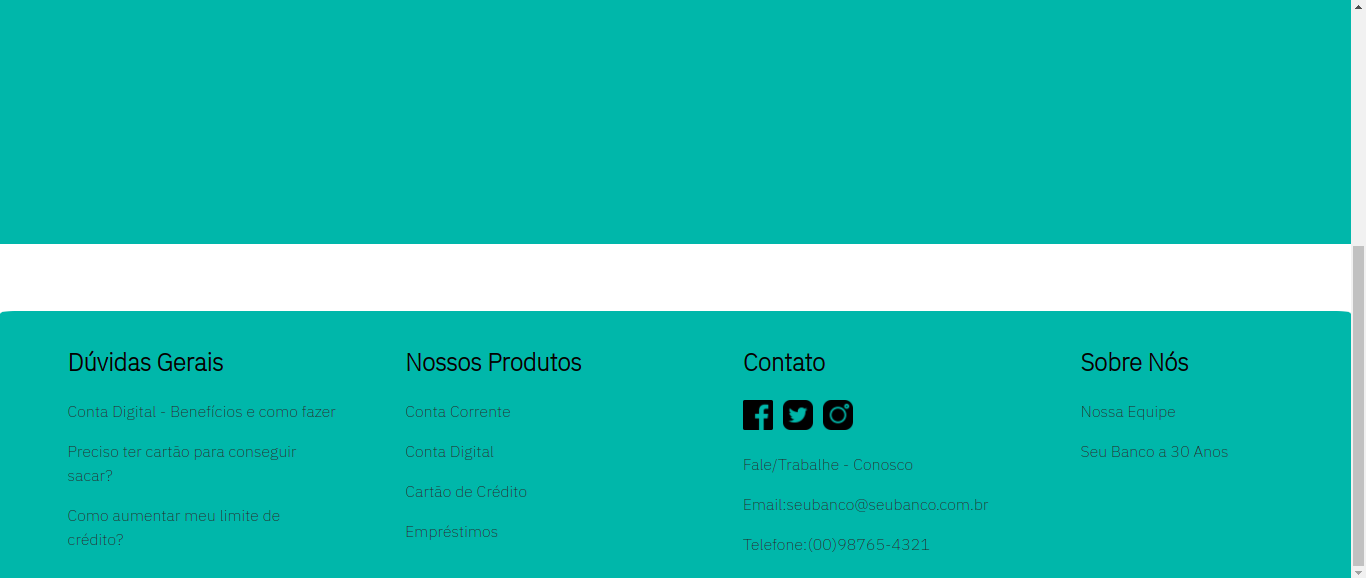 Dúvidas Gerais
Conta Digital - Benefícios e como fazer
Preciso ter cartão para conseguir
sacar?
Como aumentar meu limite de
crédito?
Nossos Produtos
Conta Corrente
Conta Digital
Cartão de Crédito
Empréstimos
Contato
Fale/Trabalhe - Conosco
Email:seubanco@seubanco.com.br
Telefone:(00)98765-4321
Sobre Nós
Nossa Equipe
Seu Banco a 30 Anos